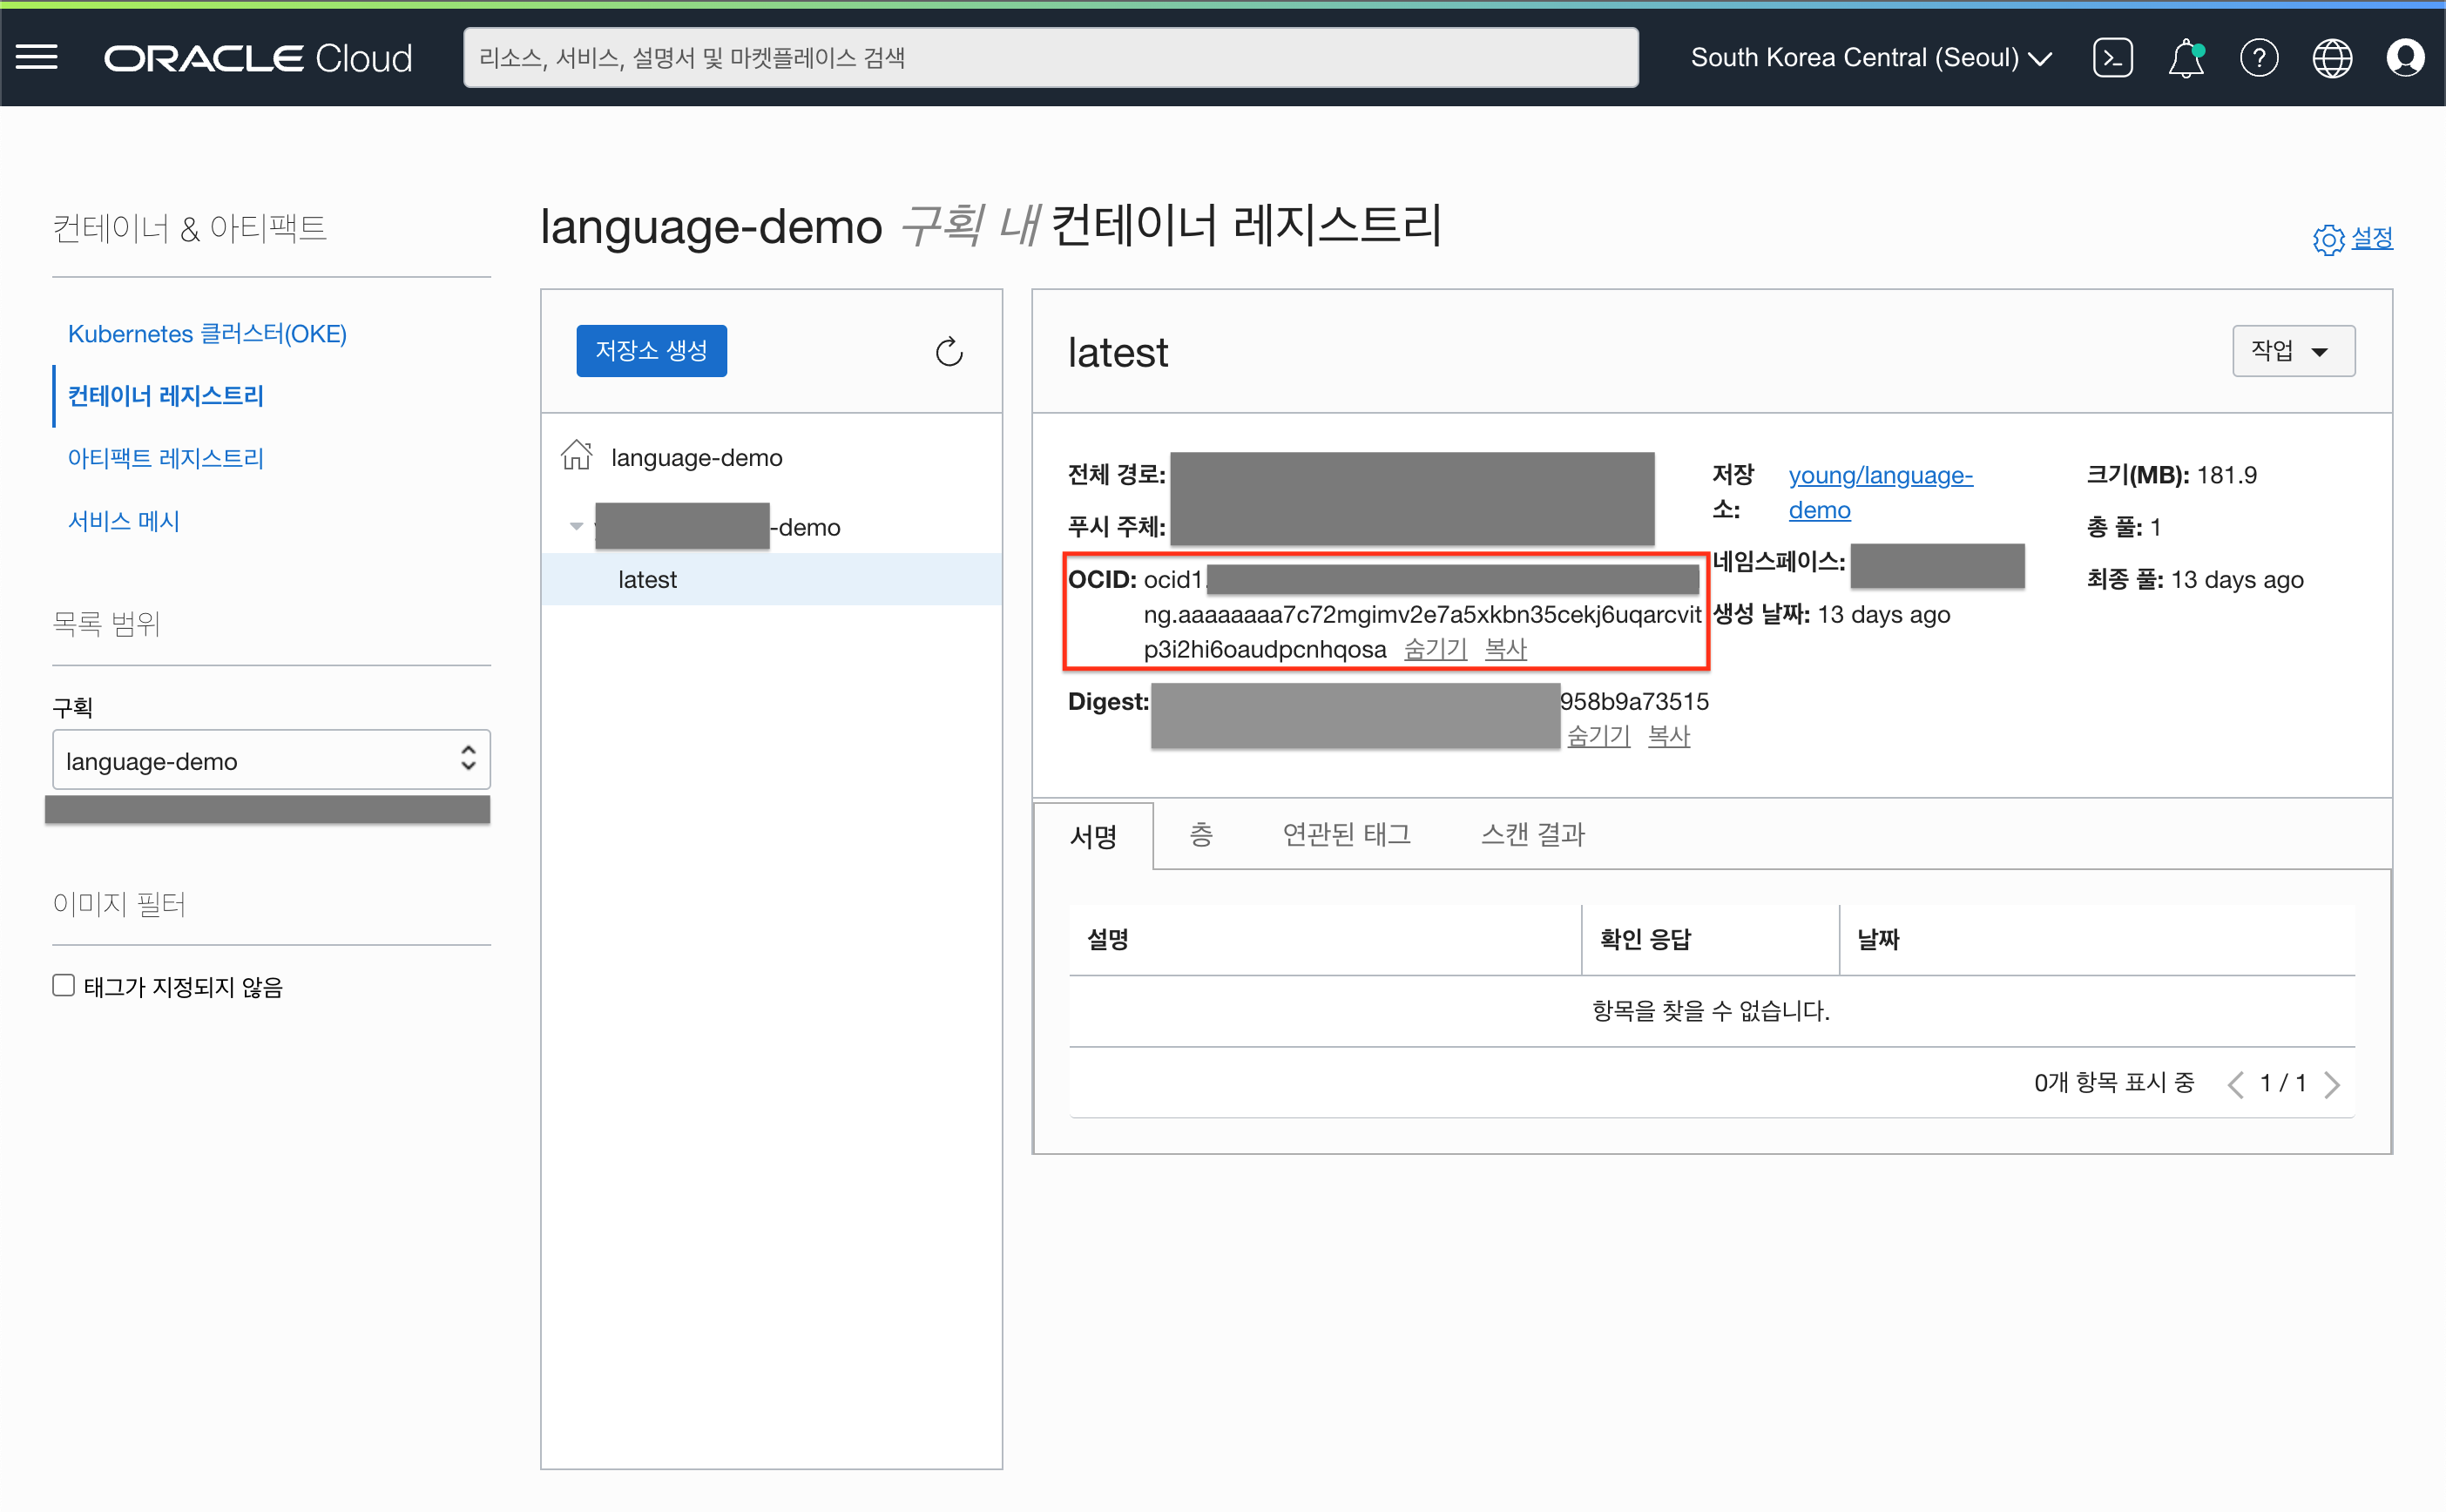 ORACLE Cloud
리소스, 서비스, 설명서 및 마켓플레이스 검색
South Korea Central (Seoul)
컨테이너 & 아티팩트
Kubernetes 클러스터(OKE)
컨테이너 레지스트리
아티팩트 레지스트리
서비스 메시
목록 범위
구획
language-demo
이미지 필터
태그가 지정되지 않음
language-demo 구획 내 컨테이너 레지스트리
설정
저장소 생성
language-demo
-demo
latest
latest
작업
전체 경로:
푸시 주체:
OCID: ocid1.
ng.aaaaaaaa7c72mgimv2e7a5xkbn35cekj6uqarcvit
p3i2hi6oaudpcnhqosa 숨기기 복사
Digest: 958b9a73515
숨기기 복사
저장소: young/language-
demo
네임스페이스:
생성 날짜: 13 days ago
크기(MB): 181.9
총 풀: 1
최종 풀: 13 days ago
서명 층 연관된 태그 스캔 결과
설명 확인 응답 날짜
항목을 찾을 수 없습니다.
0개 항목 표시 중 1 / 1